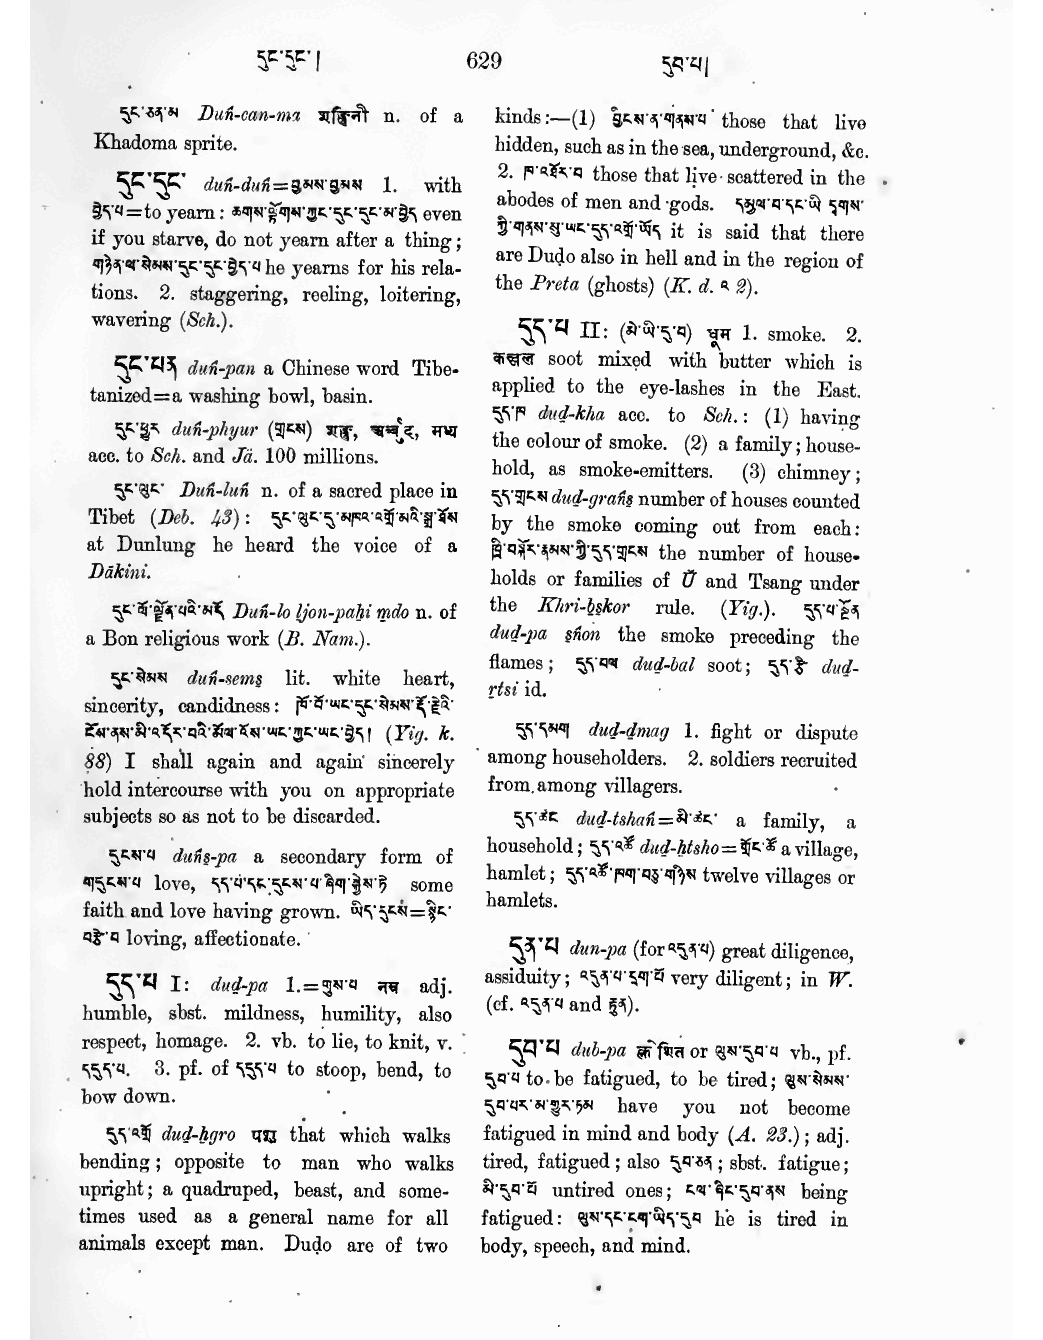 དུང་དུང་། 629 དུབ་པ།
དུང་ཅན་མ Duṅ-can-ma शङ्खिनी n. of a
Khadoma sprite.
དུང་དུང་ duṅ-duṅ=བྱམས་བྱམས 1. with
བྱེད་པ=to yearn: ཆགས་ལྟོགས་ཀྱང་དུང་དུང་མ་བྱེད even
if you starve, do not yearn after a thing;
གཉེན་ལ་སེམས་དུང་དུང་བྱེད་པ he yearns for his rela-
tions. 2. staggering, reeling, loitering,
wavering (Sch.).
དུང་པན duṅ-pan a Chinese word Tibe-
tanized=a washing bowl, basin.
དུང་ཕྱུར duṅ-phyur (གྲངས) शङ्कु, मध्य
acc. to Sch. and Jä. 100 millions.
དུང་ལུང་ Duṅ-luṅ n. of a sacred place in
Tibet (Deb. 43): དུང་ལུང་དུ་མཁའ་འགྲོ་མའི་སྒྲ་ཐོས
at Dunlung he heard the voice of a
Dākini.
དུང་ལོ་ལྗོན་པའི་མདོ Duṅ-lo ljon-paḥi mdo n. of
a Bon religious work (B. Nam.).
དུང་སེམས duṅ-sems lit. white heart,
sincerity, candidness: ཁོ་བོ་ཡང་དུང་སེམས་
(Yig. k.
88) I shall again and again sincerely
hold intercourse with you on appropriate
subjects so as not to be discarded.
དུངས་པ duṅs-pa a secondary form of
གདུངས་པ love, དད་པ་དང་དུངས་པ་ཞིག་སྐྱེས་ཏེ some
faith and love having grown. ཡིད་དུངས=སྙིང་
བརྩེ་བ loving, affectionate.
དུད་པ I: dud-pa 1.=གུས་པ नम्र adj.
humble, sbst. mildness, humility, also
respect, homage. 2. vb. to lie, to knit, v.
དུད་པ. 3. pf. of འདུད་པ to stoop, bend, to
bow down.
དུད་འགྲོ dud-ḥgro पशु that which walks
bending; opposite to man who walks
upright; a quadruped, beast, and some-
times used as a general name for all
animals except man. Duḍo are of two
kinds:—(1) བྱིངས་ན་གནས་པ་ those that live
hidden, such as in the sea, underground, &c.
2. ཁ་འཐོར་བ those that live scattered in the
abodes of men and gods. དམྱལ་བ་དང་ཡི་དྭགས་
ཀྱི་གནས་སུ་ཡང་དུད་འགྲོ་ཡོད it is said that there
are Duḍo also in hell and in the region of
the Preta (ghosts) (K. d. འ 2).
དུད་པ II: (མེ་ཡི་དུ་བ) धूम 1. smoke. 2.
कज्जल soot mixed with butter which is
applied to the eye-lashes in the East.
དུད་ཁ dud-kha acc. to Sch.: (1) having
the colour of smoke. (2) a family; house-
hold, as smoke-emitters. (3) chimney;
དུད་གྲངས dud-graṅs number of houses counted
by the smoke coming out from each:
ཁྲི་བསྐོར་རྣམས་ཀྱི་དུད་གྲངས the number of house-
holds or families of Ü and Tsang under
the Khri-bskor rule. (Yig.). དུད་པ་སྔོན
dud-pa sṅon the smoke preceding the
flames; དུད་བལ dud-bal soot; དུད་རྩི dud-
rtsi id.
དུད་དམག dud-dmag 1. fight or dispute
among householders. 2. soldiers recruited
from among villagers.
དུད་ཚང dud-tshaṅ=མི་ཚང་ a family, a
household; དུད་འཚོ dud-ḥtsho=གྲོང་ཚོ a village,
hamlet; དུད་འཚོ་ཁག་བཅུ་གཉིས twelve villages or
hamlets.
དུན་པ dun-pa (for འདུན་པ) great diligence,
assiduity; འདུན་པ་དྲག་པོ very diligent; in W.
(cf. འདུན་པ and རྟུན).
དུབ་པ dub-pa क्लेशित or ལུས་དུབ་པ vb., pf.
དུབ་པ to be fatigued, to be tired; ལུས་སེམས་
དུབ་པར་མ་གྱུར་ཏམ have you not become
fatigued in mind and body (A. 23.); adj.
tired, fatigued; also དུབ་ཅན; sbst. fatigue;
མི་དུབ་པོ untired ones; ངལ་ཞིང་དུབ་ནས being
fatigued: ལུས་དང་ངག་ཡིད་དུབ he is tired in
body, speech, and mind.